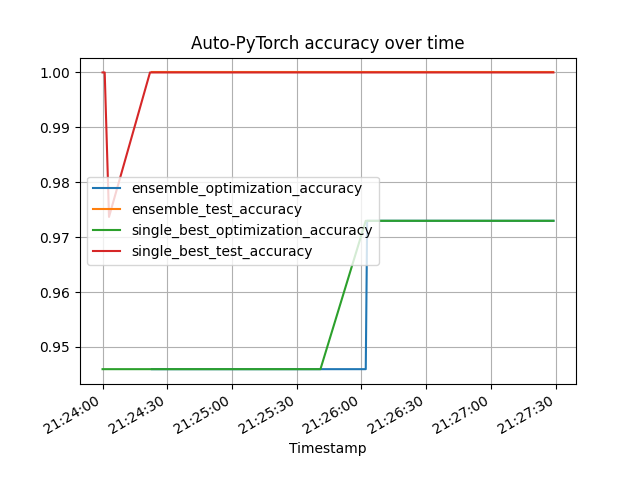 Auto-PyTorch accuracy over time
1.00
0.99
0.98
0.97
0.96
0.95
ensemble_optimization_accuracy
ensemble_test_accuracy
single_best_optimization_accuracy
single_best_test_accuracy
21:24:00
21:24:30
21:25:00
21:25:30
21:26:00
21:26:30
21:27:00
21:27:30
Timestamp